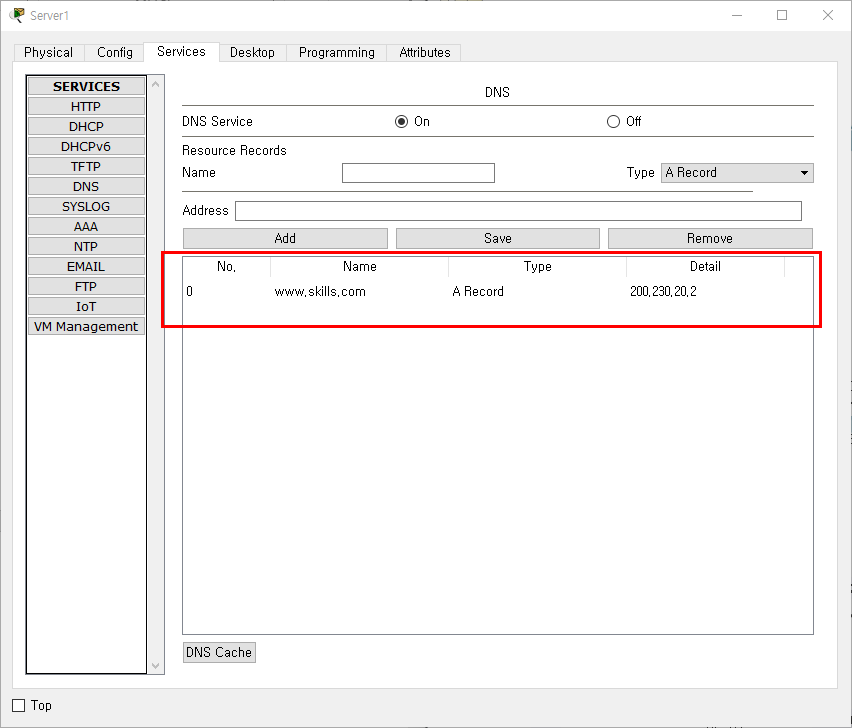 Server1
Physical Config Services Desktop Programming Attributes
SERVICES
HTTP
DHCP
DHCPv6
TFTP
DNS
SYSLOG
AAA
NTP
EMAIL
FTP
IoT
VM Management
DNS
DNS Service On Off
Resource Records
Name Type A Record
Address
Add Save Remove
No. Name Type Detail
0 www.skills.com A Record 200.230.20.2
DNS Cache
Top